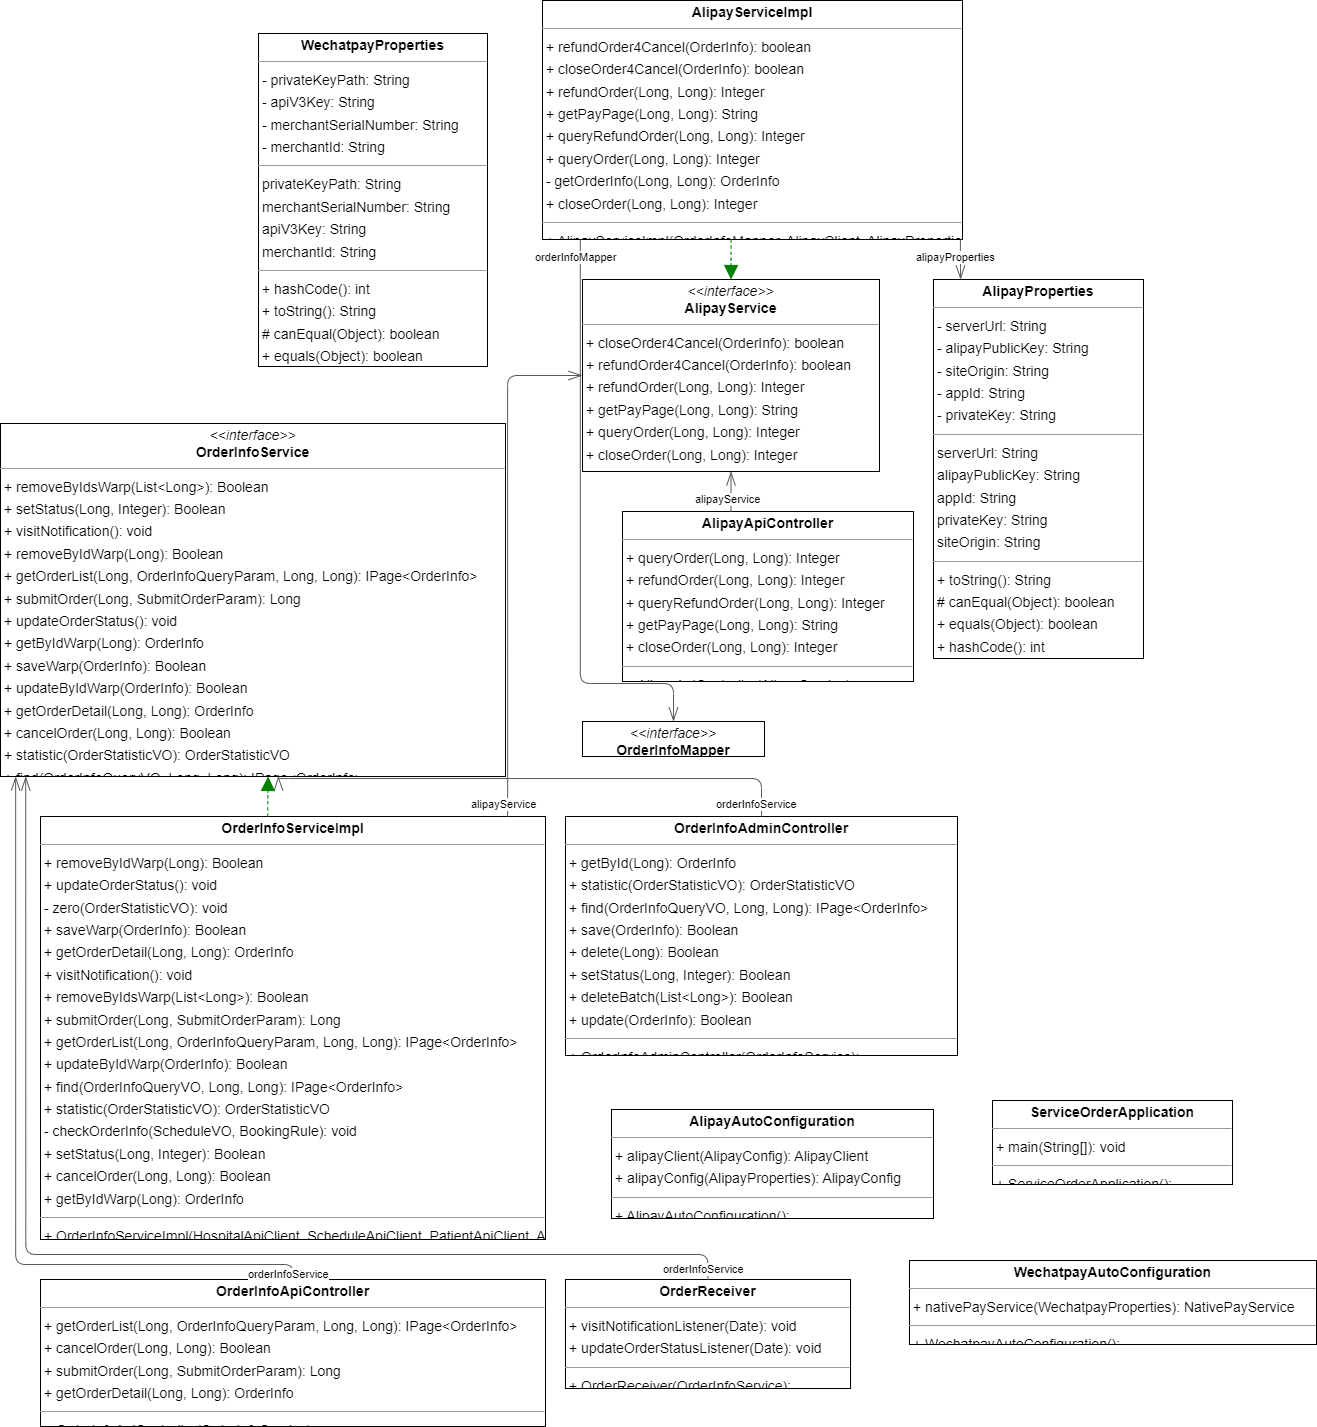 AlipayServiceImpl
+ refundOrder4Cancel(OrderInfo): boolean
+ closeOrder4Cancel(OrderInfo): boolean
+ refundOrder(Long, Long): Integer
+ getPayPage(Long, Long): String
+ queryRefundOrder(Long, Long): Integer
+ queryOrder(Long, Long): Integer
- getOrderInfo(Long, Long): OrderInfo
+ closeOrder(Long, Long): Integer
+ AlipayServiceImpl(OrderInfoMapper, AlipayClient, AlipayPropertie
WechatpayProperties
- privateKeyPath: String
- apiV3Key: String
- merchantSerialNumber: String
- merchantId: String
privateKeyPath: String
merchantSerialNumber: String
apiV3Key: String
merchantId: String
+ hashCode(): int
+ toString(): String
# canEqual(Object): boolean
+ equals(Object): boolean
orderInfoMapper
alipayProperties
<<interface>>
AlipayService
+ closeOrder4Cancel(OrderInfo): boolean
+ refundOrder4Cancel(OrderInfo): boolean
+ refundOrder(Long, Long): Integer
+ getPayPage(Long, Long): String
+ queryOrder(Long, Long): Integer
+ closeOrder(Long, Long): Integer
AlipayProperties
- serverUrl: String
- alipayPublicKey: String
- siteOrigin: String
- appId: String
- privateKey: String
serverUrl: String
alipayPublicKey: String
appId: String
privateKey: String
siteOrigin: String
+ toString(): String
# canEqual(Object): boolean
+ equals(Object): boolean
+ hashCode(): int
<<interface>>
OrderInfoService
+ removeByIdsWarp(List<Long>): Boolean
+ setStatus(Long, Integer): Boolean
+ visitNotification(): void
+ removeByIdWarp(Long): Boolean
+ getOrderList(Long, OrderInfoQueryParam, Long, Long): IPage<OrderInfo>
+ submitOrder(Long, SubmitOrderParam): Long
+ updateOrderStatus(): void
+ getByIdWarp(Long): OrderInfo
+ saveWarp(OrderInfo): Boolean
+ updateByIdWarp(OrderInfo): Boolean
+ getOrderDetail(Long, Long): OrderInfo
+ cancelOrder(Long, Long): Boolean
+ statistic(OrderStatisticVO): OrderStatisticVO
+ find(OrderInfoQueryVO, Long, Long): IPage<OrderInfo>
alipayService
AlipayApiController
+ queryOrder(Long, Long): Integer
+ refundOrder(Long, Long): Integer
+ queryRefundOrder(Long, Long): Integer
+ getPayPage(Long, Long): String
+ closeOrder(Long, Long): Integer
<<interface>>
OrderInfoMapper
alipayService
orderInfoService
OrderInfoServiceImpl
+ removeByIdWarp(Long): Boolean
+ updateOrderStatus(): void
- zero(OrderStatisticVO): void
+ saveWarp(OrderInfo): Boolean
+ getOrderDetail(Long, Long): OrderInfo
+ visitNotification(): void
+ removeByIdsWarp(List<Long>): Boolean
+ submitOrder(Long, SubmitOrderParam): Long
+ getOrderList(Long, OrderInfoQueryParam, Long, Long): IPage<OrderInfo>
+ updateByIdWarp(OrderInfo): Boolean
+ find(OrderInfoQueryVO, Long, Long): IPage<OrderInfo>
+ statistic(OrderStatisticVO): OrderStatisticVO
- checkOrderInfo(ScheduleVO, BookingRule): void
+ setStatus(Long, Integer): Boolean
+ cancelOrder(Long, Long): Boolean
+ getByIdWarp(Long): OrderInfo
+ OrderInfoServiceImpl(HospitalApiClient, ScheduleApiClient, PatientApiClient, A
OrderInfoAdminController
+ getById(Long): OrderInfo
+ statistic(OrderStatisticVO): OrderStatisticVO
+ find(OrderInfoQueryVO, Long, Long): IPage<OrderInfo>
+ save(OrderInfo): Boolean
+ delete(Long): Boolean
+ setStatus(Long, Integer): Boolean
+ deleteBatch(List<Long>): Boolean
+ update(OrderInfo): Boolean
+ OrderInfoAdminController(OrderInfoService):
AlipayAutoConfiguration
+ alipayClient(AlipayConfig): AlipayClient
+ alipayConfig(AlipayProperties): AlipayConfig
+ AlipayAutoConfiguration():
ServiceOrderApplication
+ main(String[]): void
+ ServiceOrderApplication():
orderInfoService
orderInfoService
OrderInfoApiController
+ getOrderList(Long, OrderInfoQueryParam, Long, Long): IPage<OrderInfo>
+ cancelOrder(Long, Long): Boolean
+ submitOrder(Long, SubmitOrderParam): Long
+ getOrderDetail(Long, Long): OrderInfo
OrderReceiver
+ visitNotificationListener(Date): void
+ updateOrderStatusListener(Date): void
+ OrderReceiver(OrderInfoService):
WechatpayAutoConfiguration
+ nativePayService(WechatpayProperties): NativePayService
+ WechatpayAutoConfiguration():